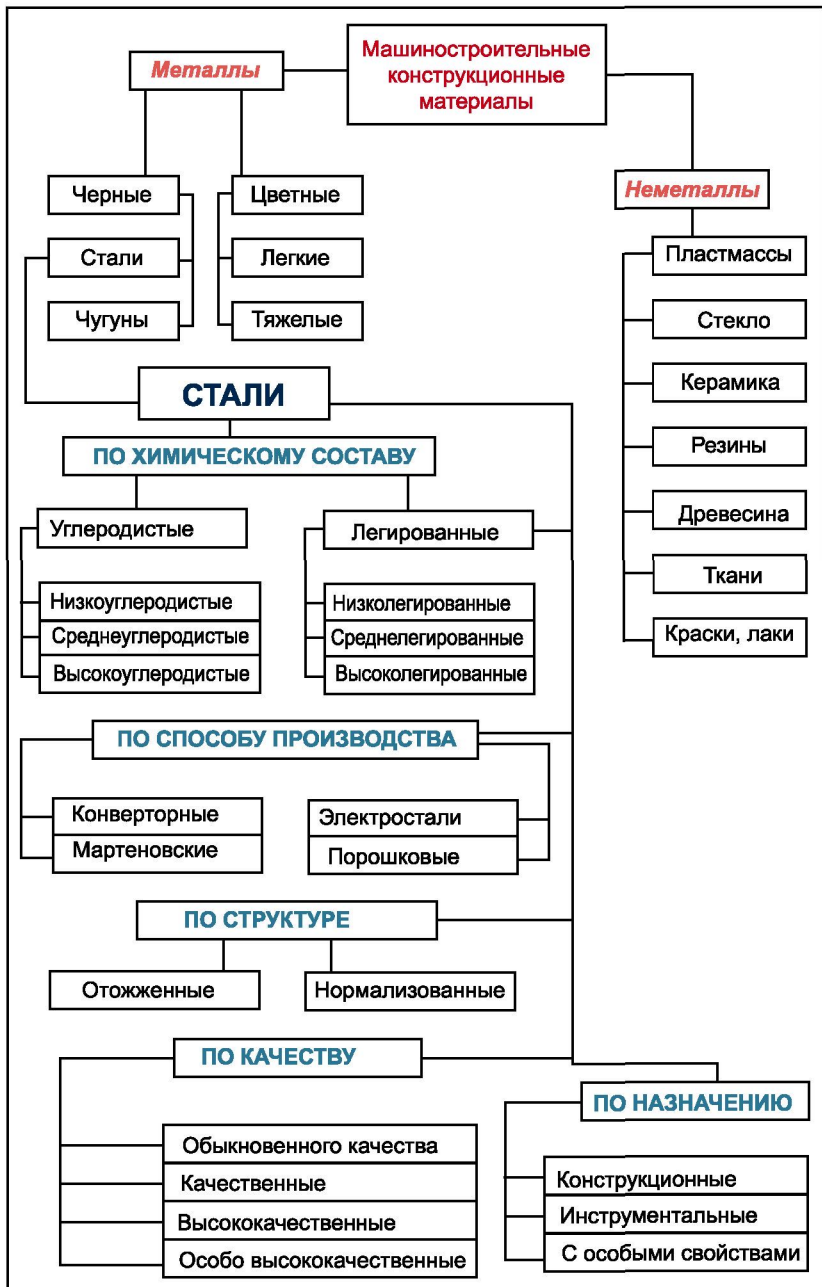 Машиностроительные
конструкционные
материалы
Металлы
Неметаллы
Черные
Стали
Чугуны
Цветные
Легкие
Тяжелые
Пластмассы
Стекло
Керамика
Резины
Древесина
Ткани
Краски, лаки
СТАЛИ
ПО ХИМИЧЕСКОМУ СОСТАВУ
Углеродистые
Низкоуглеродистые
Среднеуглеродистые
Высокоуглеродистые
Легированные
Низколегированные
Среднелегированные
Высоколегированные
ПО СПОСОБУ ПРОИЗВОДСТВА
Конверторные
Мартеновские
Электростали
Порошковые
ПО СТРУКТУРЕ
Отожженные
Нормализованные
ПО КАЧЕСТВУ
Обыкновенного качества
Качественные
Высококачественные
Особо высококачественные
ПО НАЗНАЧЕНИЮ
Конструкционные
Инструментальные
С особыми свойствами